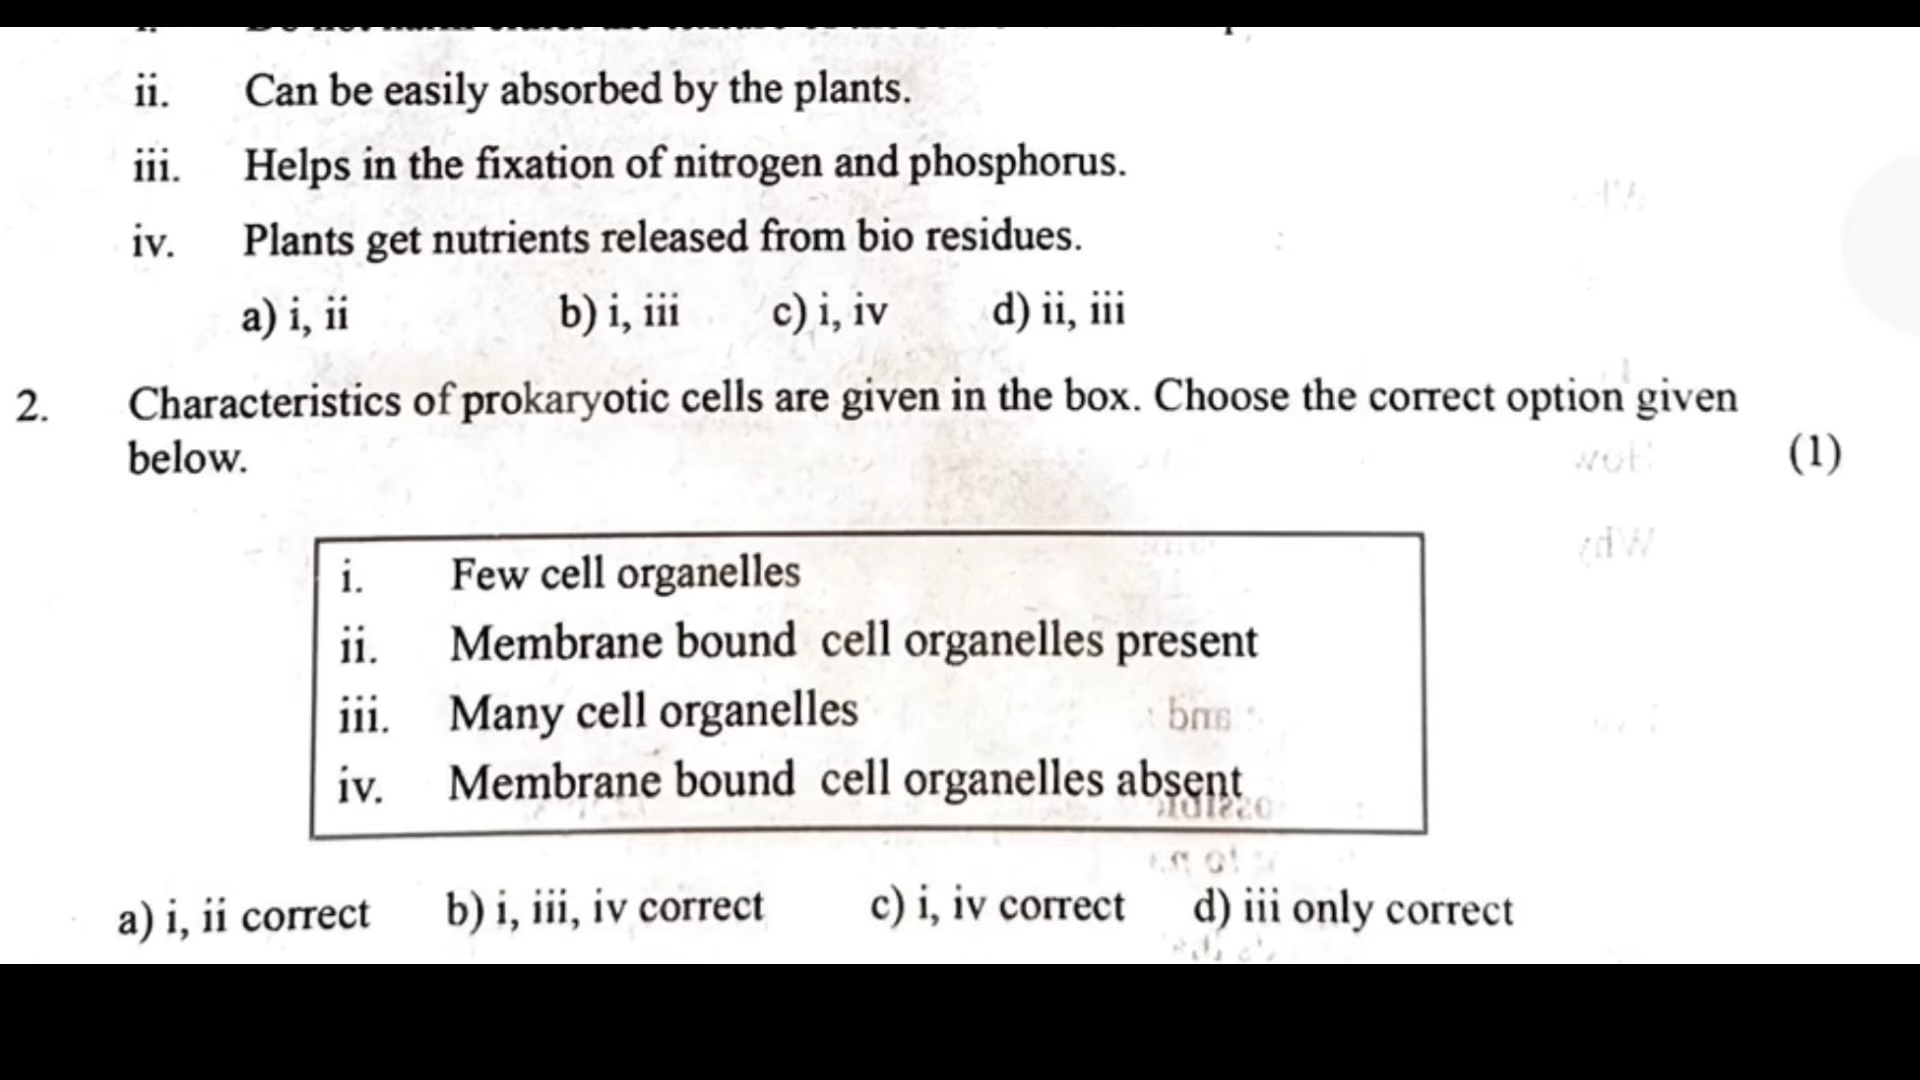 ii. Can be easily absorbed by the plants.
iii. Helps in the fixation of nitrogen and phosphorus.
iv. Plants get nutrients released from bio residues.
a) i, ii b) i, iii c) i, iv d) ii, iii
2. Characteristics of prokaryotic cells are given in the box. Choose the correct option given
below. (1)
i. Few cell organelles
ii. Membrane bound cell organelles present
iii. Many cell organelles
iv. Membrane bound cell organelles absent
a) i, ii correct b) i, iii, iv correct c) i, iv correct d) iii only correct